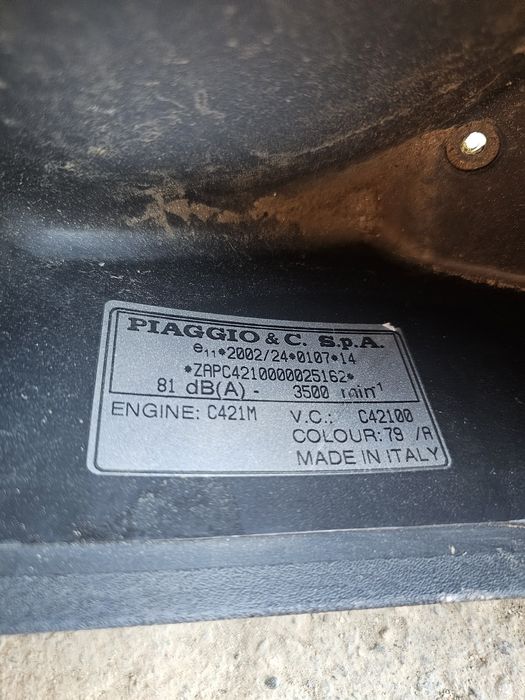 PIAGGIO & C. S.p.A.
e11*2002/24*0107*14
*ZAPC4210000025162*
81 dB(A) - 3500 min-1
ENGINE: C421M V.C.: C42100
COLOUR: 79 /R
MADE IN ITALY